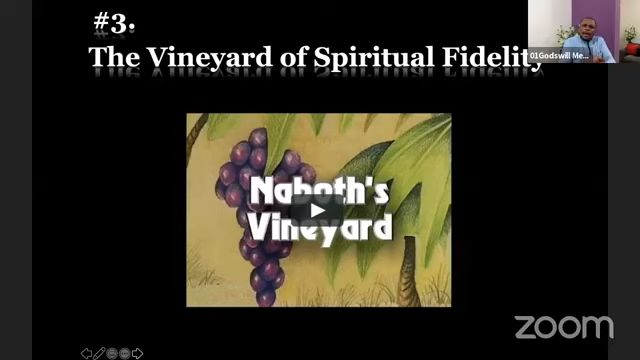 #3.
The Vineyard of Spiritual Fidelity
01Godswill Me...
Naboth's
Vineyard
zoom